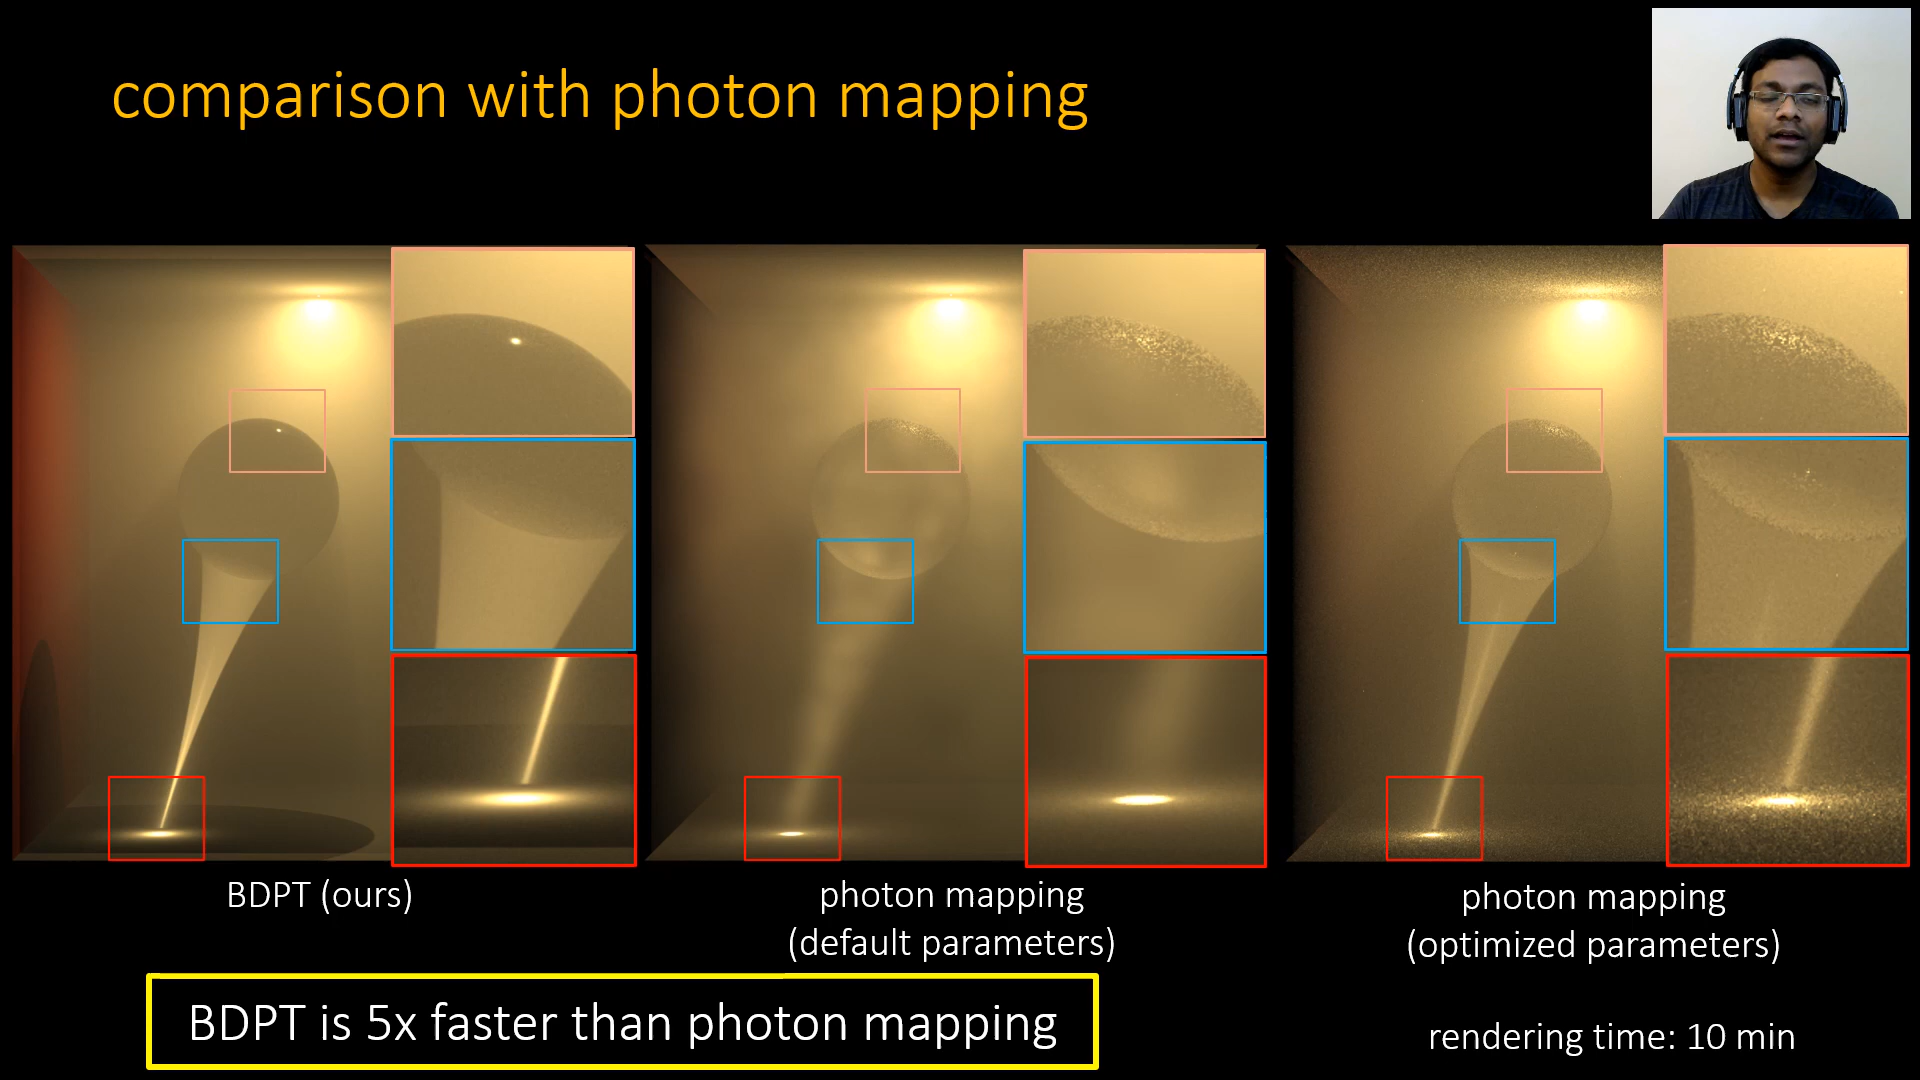 comparison with photon mapping
BDPT (ours)
photon mapping
(default parameters)
photon mapping
(optimized parameters)
BDPT is 5x faster than photon mapping
rendering time: 10 min